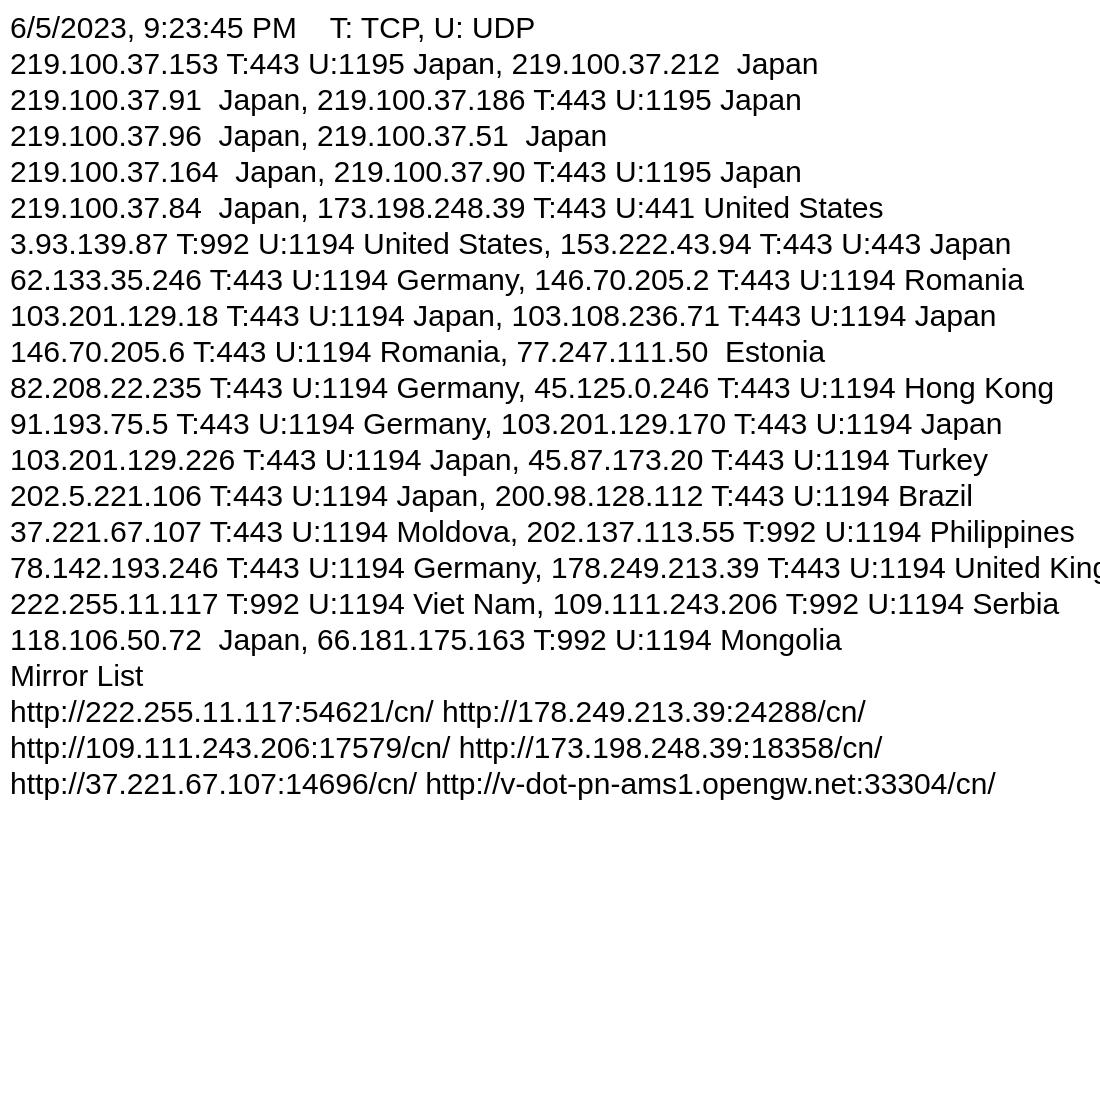 6/5/2023, 9:23:45 PM    T: TCP, U: UDP
219.100.37.153 T:443 U:1195 Japan, 219.100.37.212  Japan
219.100.37.91  Japan, 219.100.37.186 T:443 U:1195 Japan
219.100.37.96  Japan, 219.100.37.51  Japan
219.100.37.164  Japan, 219.100.37.90 T:443 U:1195 Japan
219.100.37.84  Japan, 173.198.248.39 T:443 U:441 United States
3.93.139.87 T:992 U:1194 United States, 153.222.43.94 T:443 U:443 Japan
62.133.35.246 T:443 U:1194 Germany, 146.70.205.2 T:443 U:1194 Romania
103.201.129.18 T:443 U:1194 Japan, 103.108.236.71 T:443 U:1194 Japan
146.70.205.6 T:443 U:1194 Romania, 77.247.111.50  Estonia
82.208.22.235 T:443 U:1194 Germany, 45.125.0.246 T:443 U:1194 Hong Kong
91.193.75.5 T:443 U:1194 Germany, 103.201.129.170 T:443 U:1194 Japan
103.201.129.226 T:443 U:1194 Japan, 45.87.173.20 T:443 U:1194 Turkey
202.5.221.106 T:443 U:1194 Japan, 200.98.128.112 T:443 U:1194 Brazil
37.221.67.107 T:443 U:1194 Moldova, 202.137.113.55 T:992 U:1194 Philippines
78.142.193.246 T:443 U:1194 Germany, 178.249.213.39 T:443 U:1194 United King
222.255.11.117 T:992 U:1194 Viet Nam, 109.111.243.206 T:992 U:1194 Serbia
118.106.50.72  Japan, 66.181.175.163 T:992 U:1194 Mongolia
Mirror List
http://222.255.11.117:54621/cn/ http://178.249.213.39:24288/cn/
http://109.111.243.206:17579/cn/ http://173.198.248.39:18358/cn/
http://37.221.67.107:14696/cn/ http://v-dot-pn-ams1.opengw.net:33304/cn/